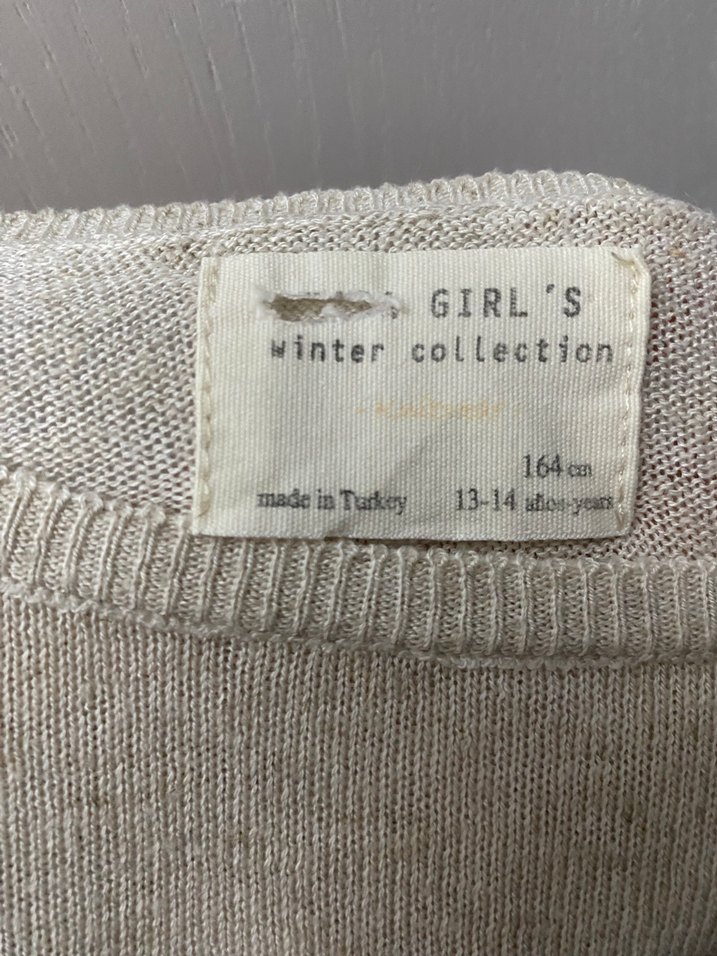 GIRL'S
winter collection
164 cm
made in Turkey 13-14 años-years